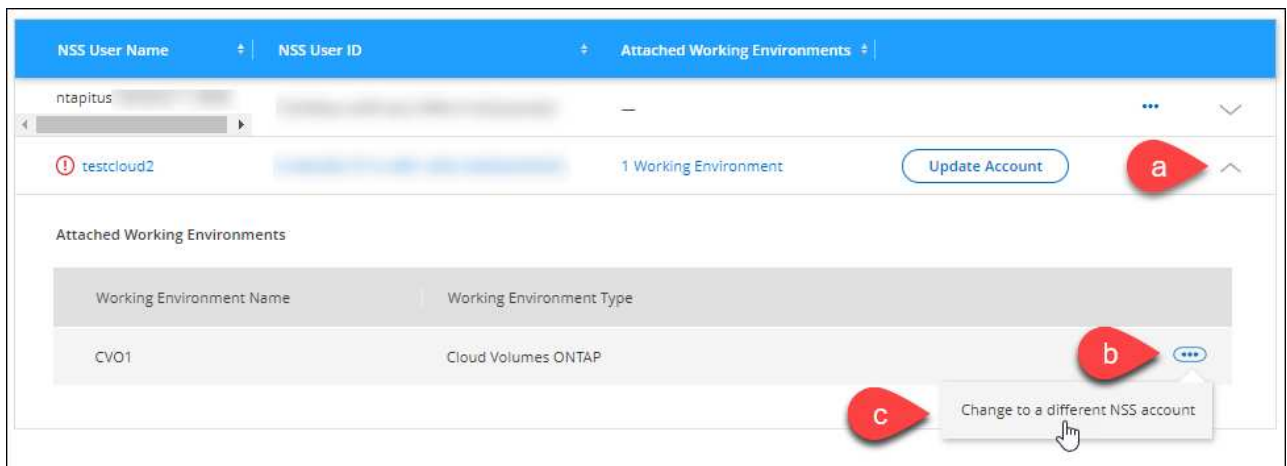 NSS User Name NSS User ID Attached Working Environments
ntapitus —
testcloud2 1 Working Environment Update Account a
Attached Working Environments
Working Environment Name Working Environment Type
CVO1 Cloud Volumes ONTAP b
c Change to a different NSS account